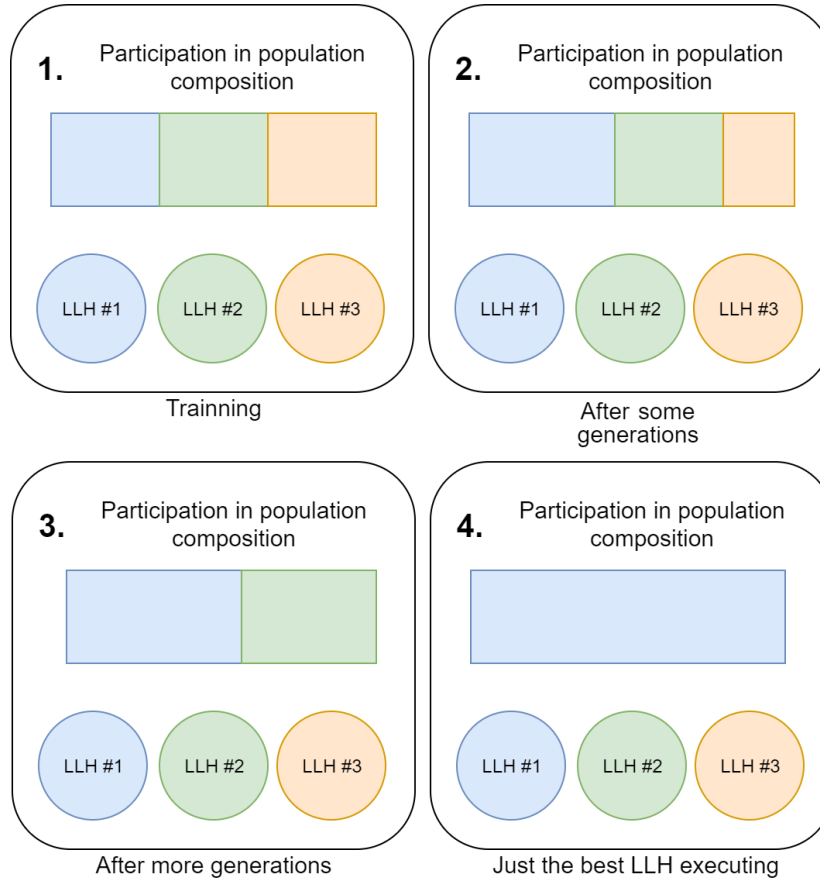 1.
Participation in population
composition
LLH #1
LLH #2
LLH #3
Trainning
2.
Participation in population
composition
LLH #1
LLH #2
LLH #3
After some
generations
3.
Participation in population
composition
LLH #1
LLH #2
LLH #3
After more generations
4.
Participation in population
composition
LLH #1
LLH #2
LLH #3
Just the best LLH executing